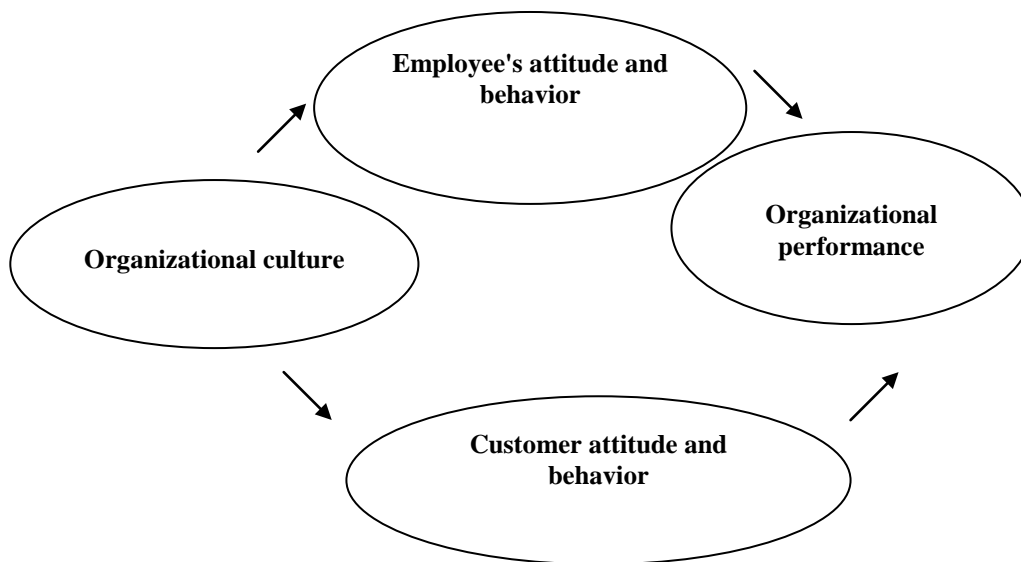 Employee's attitude and
behavior
Organizational
performance
Organizational culture
Customer attitude and
behavior